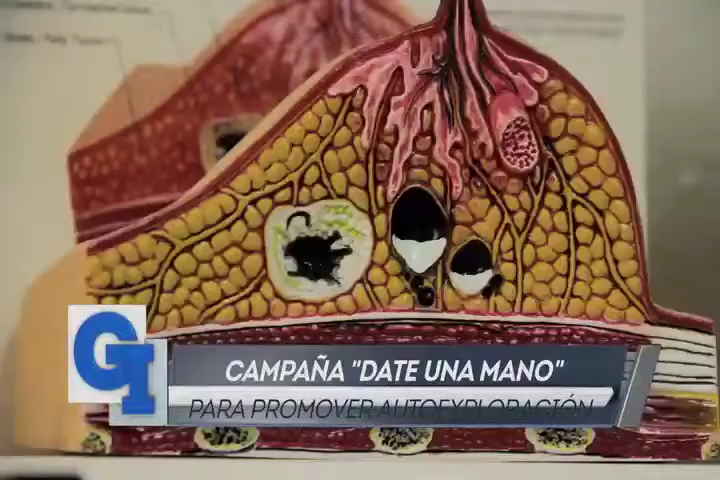 GI
CAMPAÑA "DATE UNA MANO"
PARA PROMOVER AUTOEXPLORACIÓN